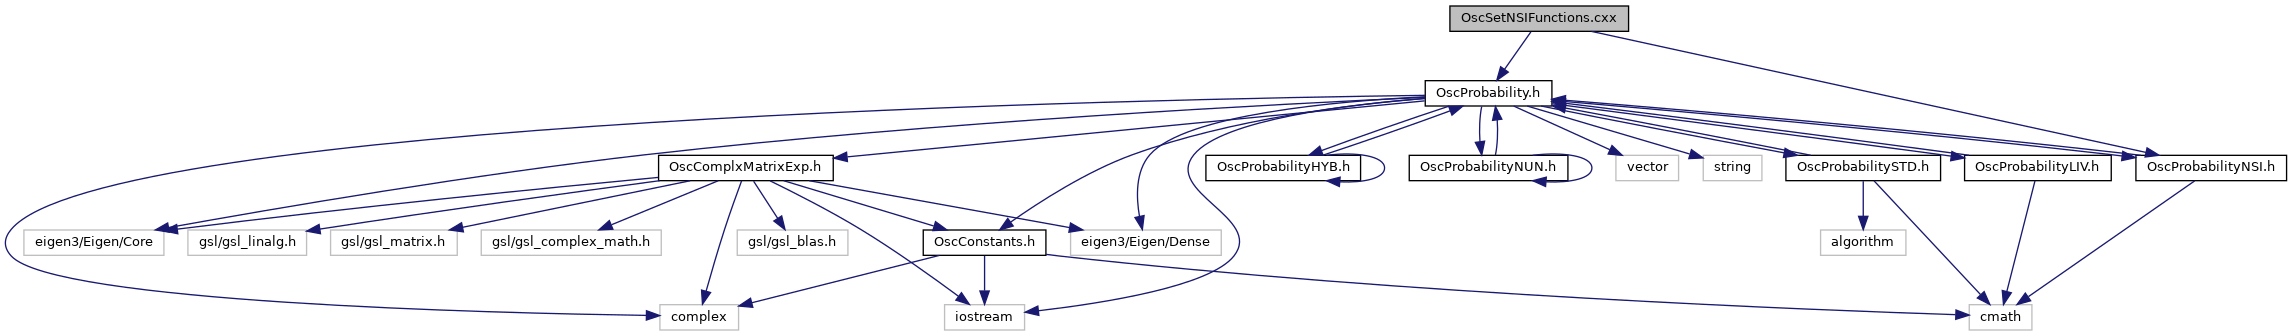 OscSetNSIFunctions.cxx
OscProbability.h
OscComplxMatrixExp.h
OscProbabilityHYB.h
OscProbabilityNUN.h
vector
string
OscProbabilitySTD.h
OscProbabilityLIV.h
OscProbabilityNSI.h
eigen3/Eigen/Core
gsl/gsl_linalg.h
gsl/gsl_matrix.h
gsl/gsl_complex_math.h
gsl/gsl_blas.h
OscConstants.h
eigen3/Eigen/Dense
algorithm
complex
iostream
cmath